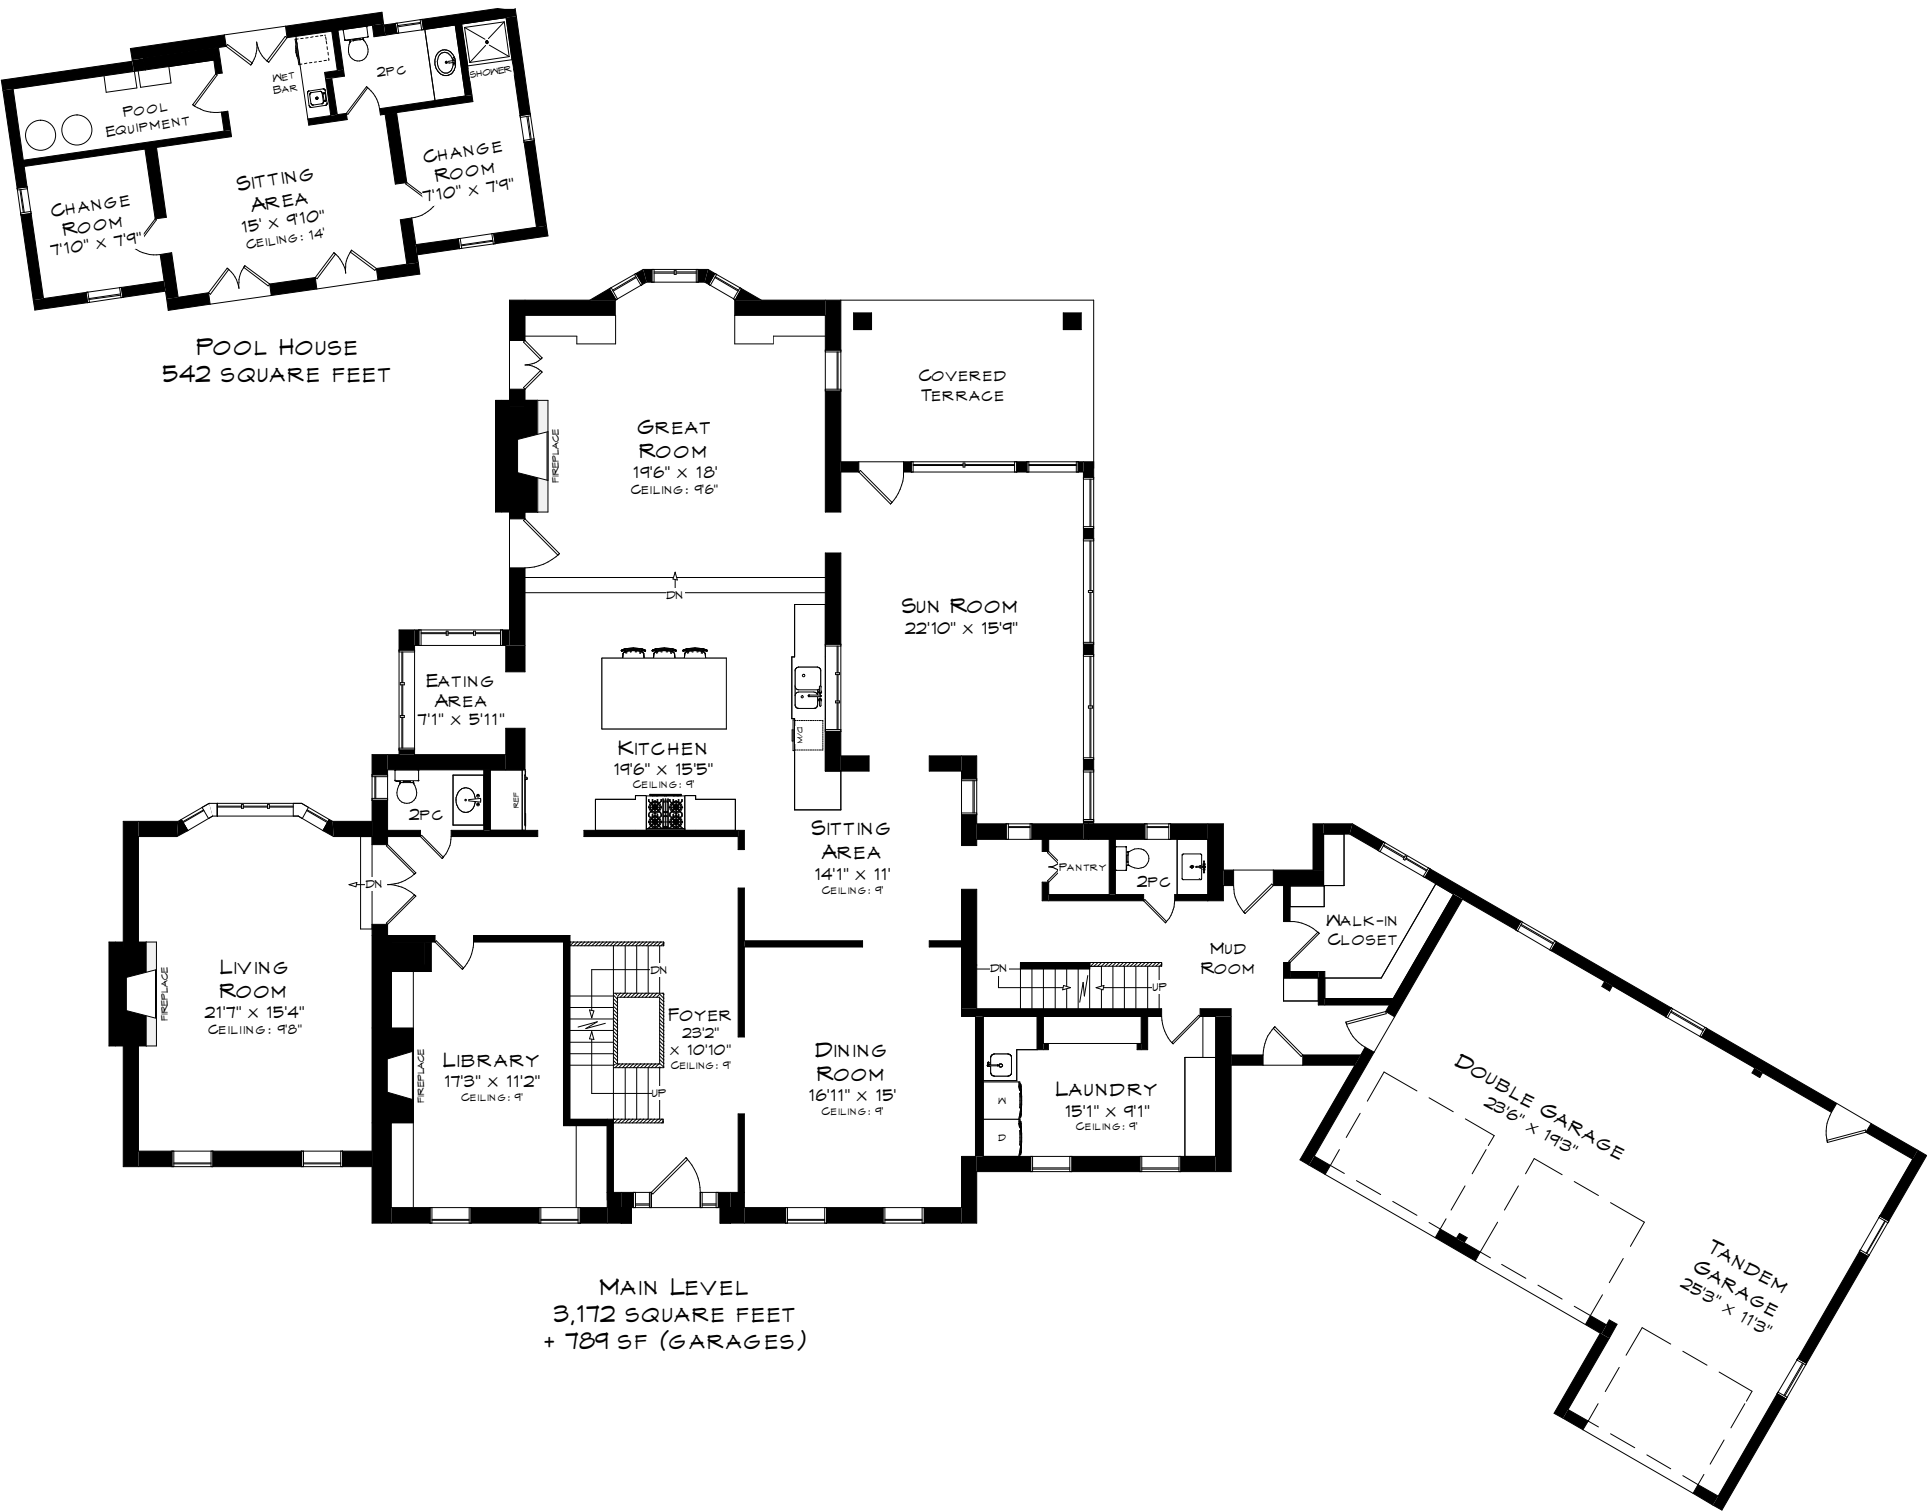 2PC
WET
BAR
SHOWER
POOL
EQUIPMENT
CHANGE
ROOM
7'10" X 7'9"
SITTING
AREA
15' X 9'10"
CEILING: 14'
CHANGE
ROOM
7'10" X 7'9"
POOL HOUSE
542 SQUARE FEET
COVERED
TERRACE
GREAT
ROOM
19'6" X 18'
CEILING: 9'6"
FIREPLACE
DN
SUN ROOM
22'10" X 15'9"
EATING
AREA
7'1" X 5'11"
KITCHEN
19'6" X 15'5"
CEILING: 9'
D/W
REF
2PC
SITTING
AREA
14'1" X 11'
CEILING: 9'
PANTRY
2PC
DN
WALK-IN
CLOSET
MUD
ROOM
DN
UP
LIVING
ROOM
21'7" X 15'4"
CEILING: 9'8"
FIREPLACE
DN
FOYER
23'2"
X 10'10"
CEILING: 9'
UP
LIBRARY
17'3" X 11'2"
CEILING: 9'
FIREPLACE
DINING
ROOM
16'11" X 15'
CEILING: 9'
LAUNDRY
15'1" X 9'1"
CEILING: 9'
W
D
DOUBLE GARAGE
23'6" X 19'3"
TANDEM
GARAGE
25'3" X 11'3"
MAIN LEVEL
3,172 SQUARE FEET
+ 789 SF (GARAGES)